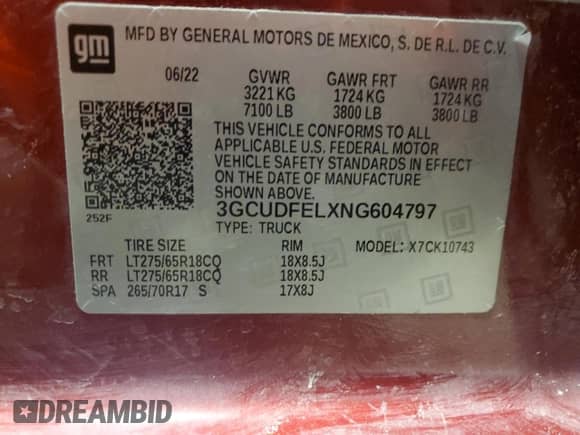 gm
MFD BY GENERAL MOTORS DE MEXICO, S. DE R.L. DE C.V.
06/22 GVWR GAWR FRT GAWR RR
3221 KG 1724 KG 1724 KG
7100 LB 3800 LB 3800 LB
THIS VEHICLE CONFORMS TO ALL
APPLICABLE U.S. FEDERAL MOTOR
VEHICLE SAFETY STANDARDS IN EFFECT
ON THE DATE OF MANUFACTURE
SHOWN ABOVE.
252F
3GCUDFELXNG604797
TYPE: TRUCK
TIRE SIZE RIM MODEL: X7CK10743
FRT LT275/65R18CQ 18X8.5J
RR LT275/65R18CQ 18X8.5J
SPA 265/70R17 S 17X8J
DREAMBID